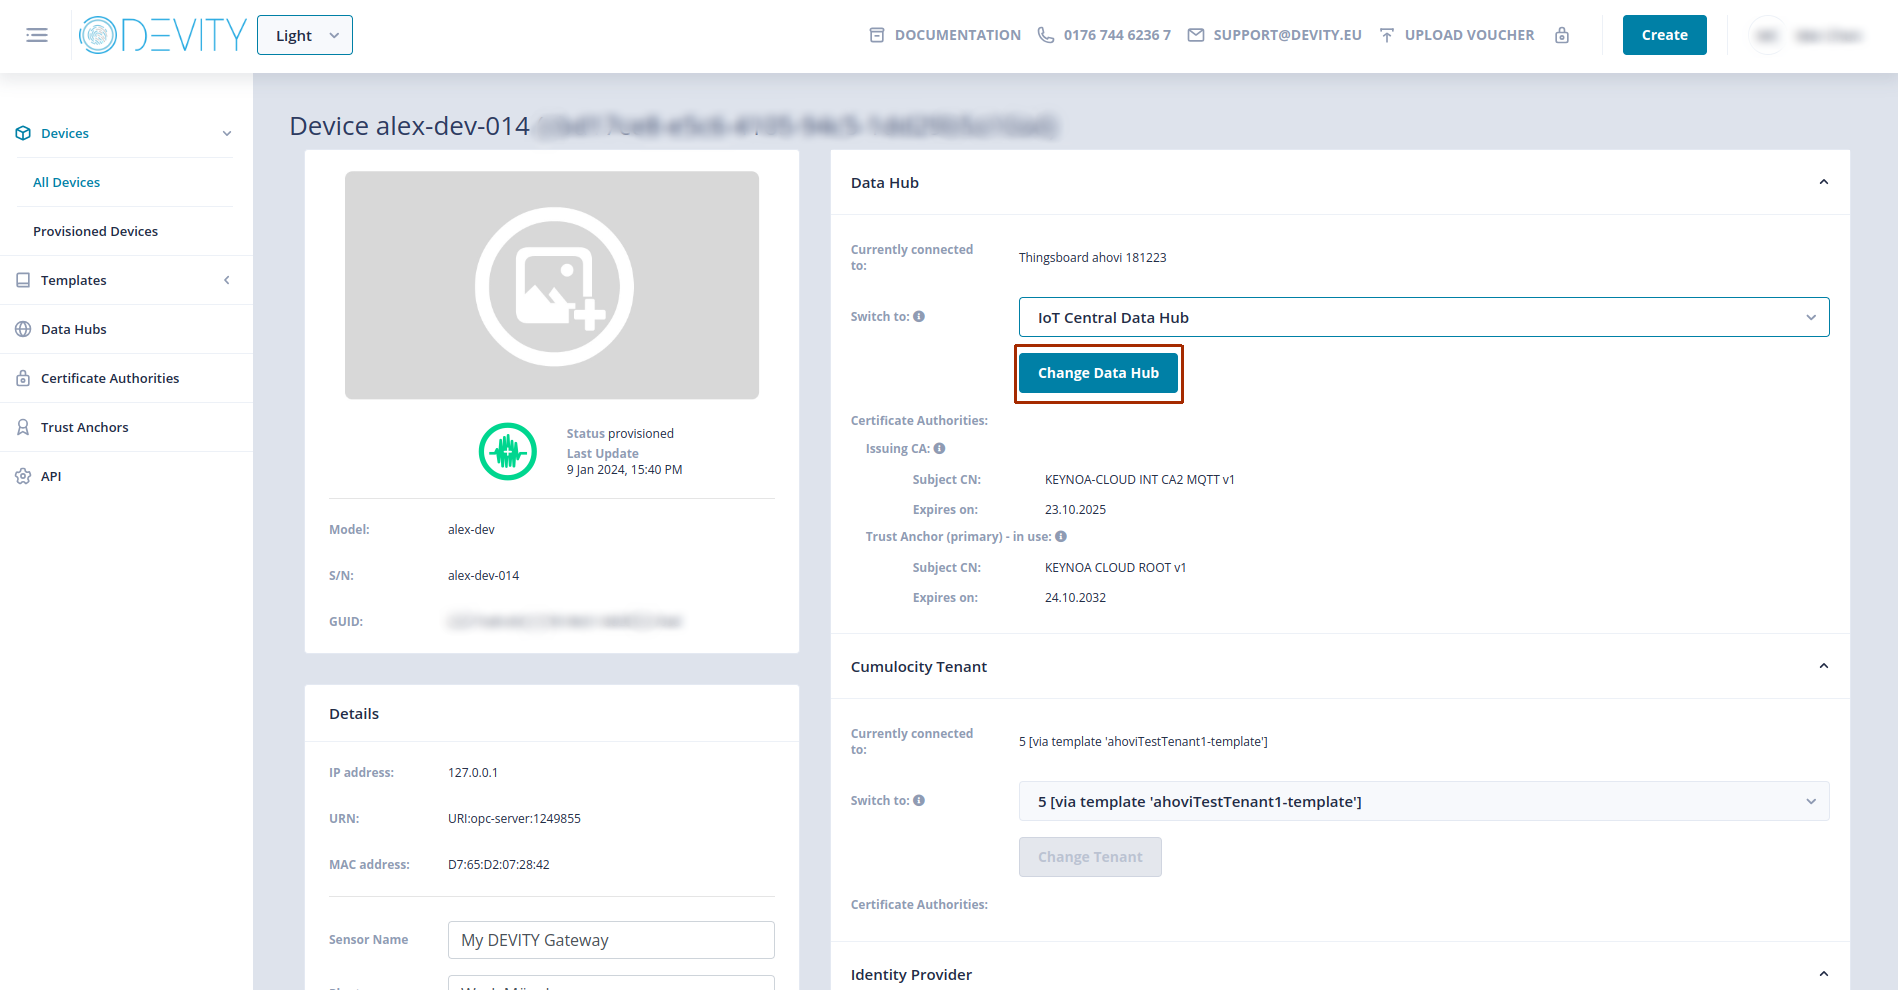 DEVITY
Light
DOCUMENTATION
0176 744 6236 7
SUPPORT@DEVITY.EU
UPLOAD VOUCHER
Create
Devices
All Devices
Provisioned Devices
Templates
Data Hubs
Certificate Authorities
Trust Anchors
API
Device alex-dev-014
Status provisioned
Last Update
9 Jan 2024, 15:40 PM
Model: alex-dev
S/N: alex-dev-014
GUID:
Details
IP address: 127.0.0.1
URN: URI:opc-server:1249855
MAC address: D7:65:D2:07:28:42
Sensor Name My DEVITY Gateway
Data Hub
Currently connected
to:
Thingsboard ahovi 181223
Switch to: IoT Central Data Hub
Change Data Hub
Certificate Authorities:
Issuing CA:
Subject CN: KEYNOA-CLOUD INT CA2 MQTT v1
Expires on: 23.10.2025
Trust Anchor (primary) - in use:
Subject CN: KEYNOA CLOUD ROOT v1
Expires on: 24.10.2032
Cumulocity Tenant
Currently connected
to:
5 [via template 'ahoviTestTenant1-template']
Switch to: 5 [via template 'ahoviTestTenant1-template']
Change Tenant
Certificate Authorities:
Identity Provider